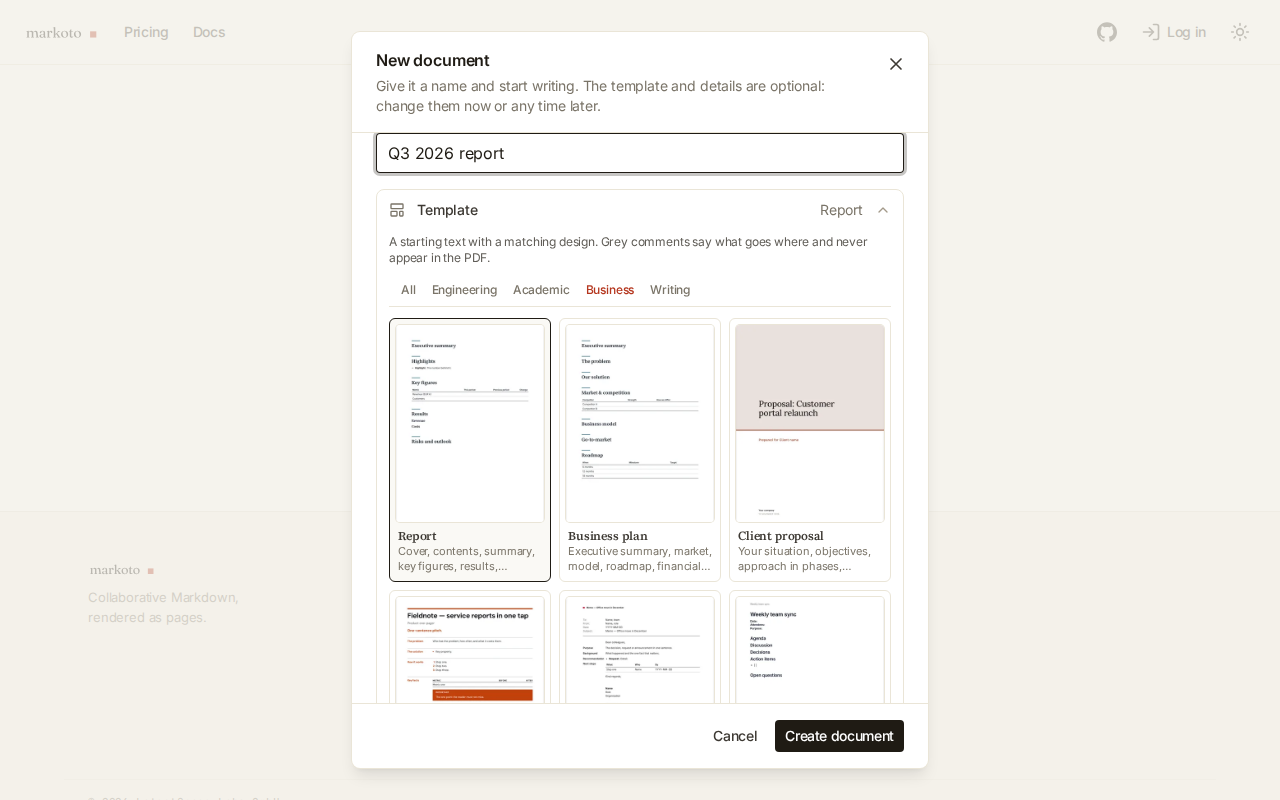 markoto
Pricing
Docs
Log in
New document
Give it a name and start writing. The template and details are optional:
change them now or any time later.
Q3 2026 report
Template
Report
A starting text with a matching design. Grey comments say what goes where and never
appear in the PDF.
All
Engineering
Academic
Business
Writing
Executive summary
Highlights
Key figures
Results
Risks and outlook
Executive summary
The problem
Our solution
Market & competition
Business model
Go-to-market
Roadmap
Proposal: Customer
portal relaunch
Report
Cover, contents, summary,
key figures, results,...
Business plan
Executive summary, market,
model, roadmap, financial...
Client proposal
Your situation, objectives,
approach in phases,...
Fieldnote — service reports in one tap
Weekly team sync
Agenda
Discussion
Decisions
Action items
Open questions
markoto
Collaborative Markdown,
rendered as pages.
Cancel
Create document